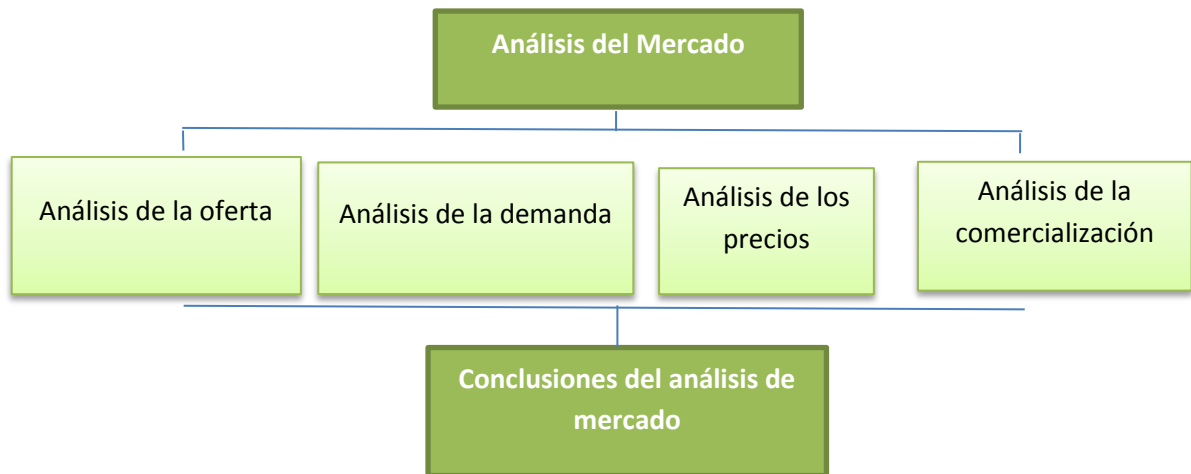 Análisis del Mercado
Análisis de la oferta
Análisis de la demanda
Análisis de los
precios
Análisis de la
comercialización
Conclusiones del análisis de
mercado